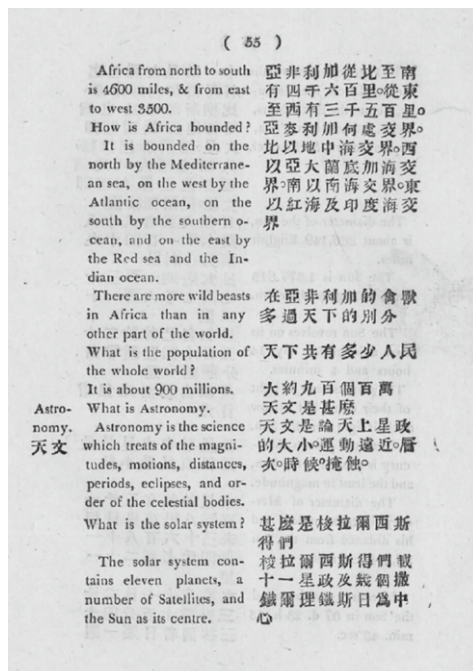 ( 55 )
Africa from north to south
is 4600 miles, & from east
to west 3500.
How is Africa bounded?
It is bounded on the
north by the Mediterrane-
an sea, on the west by the
Atlantic ocean, on the
south by the southern o-
cean, and on the east by
the Red sea and the In-
dian ocean.
There are more wild beasts
in Africa than in any
other part of the world.
What is the population of
the whole world?
It is about 900 millions.
Astro-
nomy.
天文
What is Astronomy.
Astronomy is the science
which treats of the magni-
tudes, motions, distances,
periods, eclipses, and or-
der of the celestial bodies.
What is the solar system?
The solar system con-
tains eleven planets, a
number of Satellites, and
the Sun as its centre.
亞非利加從比至南
有四千六百里。從東
至西有三千五百里。
亞麥利加何處交界。
比以地中海交界。西
以亞大蘭底加海交
界。南以南海交界。東
以紅海及印度海交
界
在亞非利加的禽獸
多過天下的別分
天下共有多少人民
大約九百個百萬
天文是甚麽
天文是論天上星政
的大小。運動遠近。曆
次。時候。掩蝕。
甚麽是梭拉爾西斯
得們
梭拉爾西斯得們載
十一星政及幾個撒
鐵爾理鐵斯日爲中
心